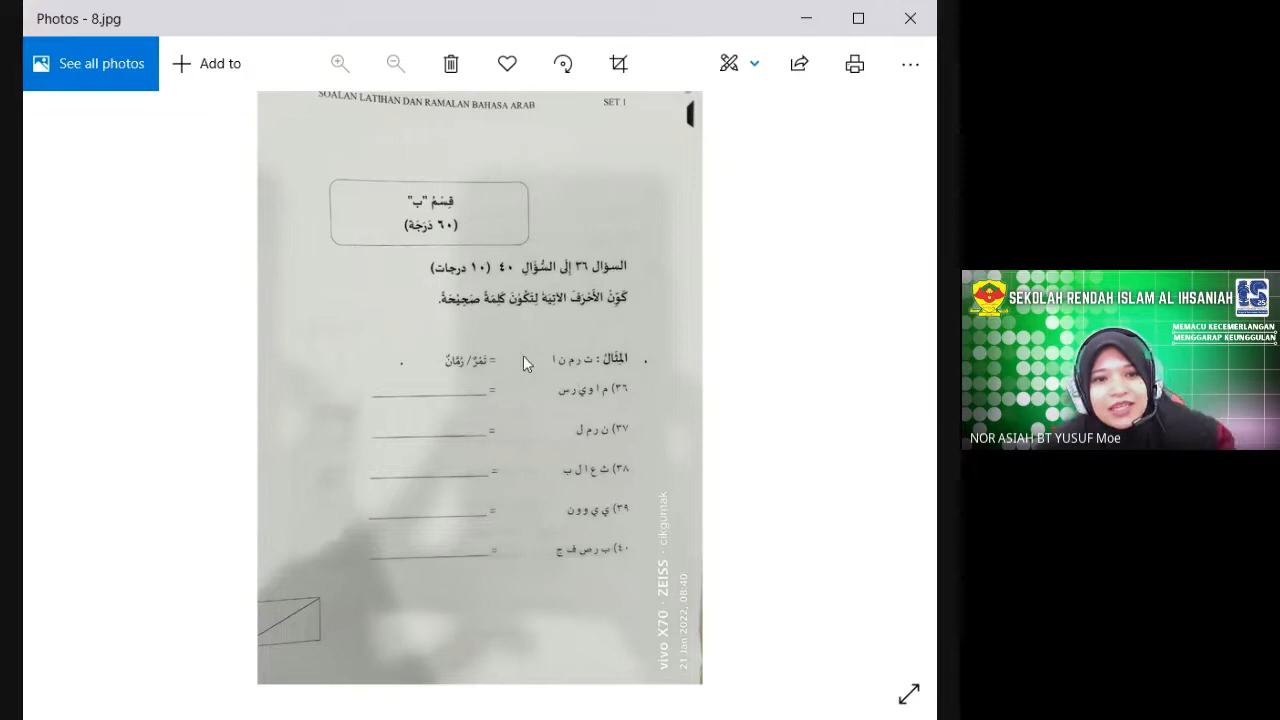 Photos - 8.jpg
See all photos
Add to
SOALAN LATIHAN DAN RAMALAN BAHASA ARAB SET 1
قِسْمُ "ب"
(٦٠ دَرَجَة)
السؤال ٣٦ إِلَى السُّؤَالِ ٤٠ (١٠ درجات)
كَوِّنْ الأَحْرَفَ الآتِيَةَ لِتَكُوْنَ كَلِمَةً صَحِيْحَةً.
المِثَالُ : ت ر م ن ا = تَمْرٌ / رُمَّانٌ
٣٦) م ا و ي ر س = 
٣٧) ن ر م ل = 
٣٨) ث ع ا ل ب = 
٣٩) ي ي و و ن = 
٤٠) ب ر ص ف ج = 
vivo X70 · ZEISS · cikgumak
21 Jan 2022, 08:40
SEKOLAH RENDAH ISLAM AL IHSANIAH
MEMACU KECEMERLANGAN
MENGGARAP KEUNGGULAN
NOR ASIAH BT YUSUF Moe